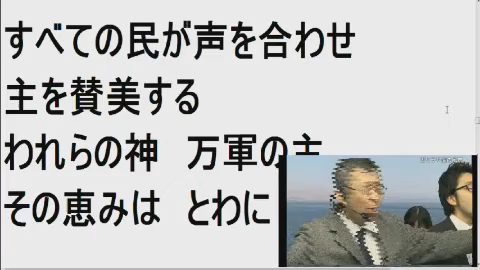 すべての民が声を合わせ
主を賛美する
われらの神 万軍の主
その恵みは とわに